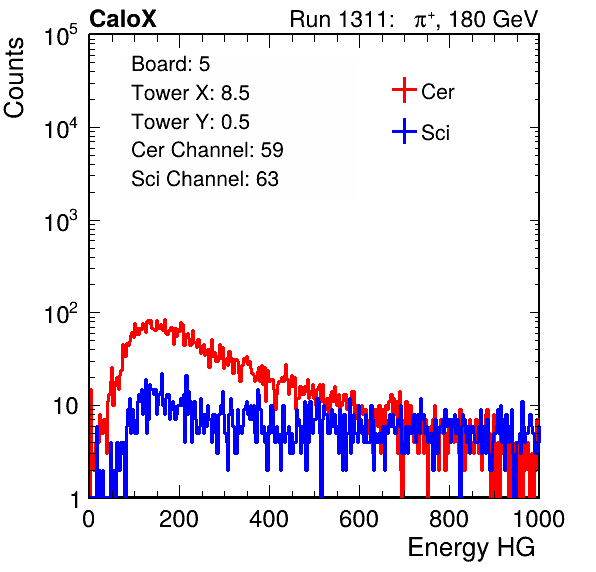 CaloX Run 1311: π⁺, 180 GeV
Counts
10⁵
10⁴
10³
10²
10
1
Board: 5
Tower X: 8.5
Tower Y: 0.5
Cer Channel: 59
Sci Channel: 63
Cer
Sci
0 200 400 600 800 1000
Energy HG